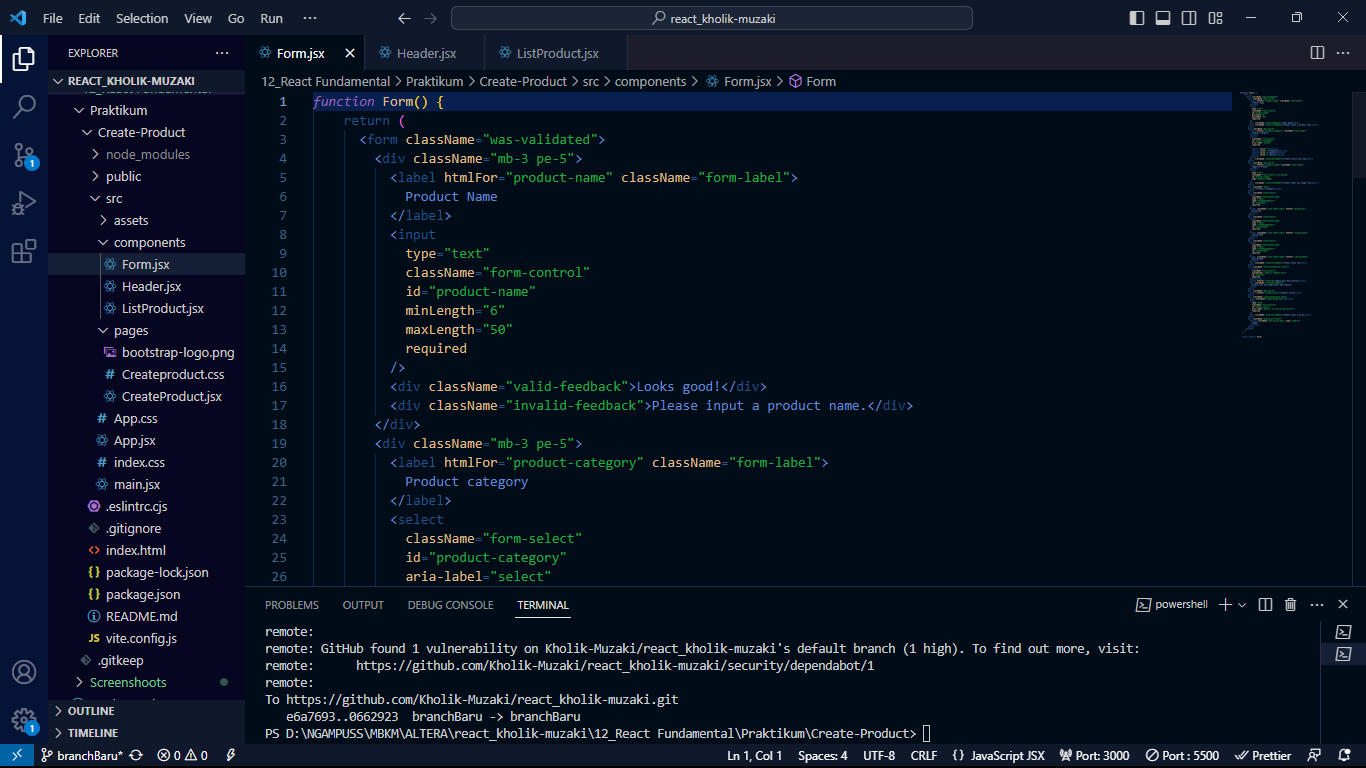 File Edit Selection View Go Run ···
react_kholik-muzaki
EXPLORER ···
REACT_KHOLIK-MUZAKI
Praktikum
Create-Product
node_modules
public
src
assets
components
Form.jsx
Header.jsx
ListProduct.jsx
pages
bootstrap-logo.png
Createproduct.css
CreateProduct.jsx
App.css
App.jsx
index.css
main.jsx
.eslintrc.cjs
.gitignore
index.html
package-lock.json
package.json
README.md
vite.config.js
.gitkeep
Screenshoots
OUTLINE
TIMELINE
1
1
Form.jsx Header.jsx ListProduct.jsx
12_React Fundamental > Praktikum > Create-Product > src > components > Form.jsx > Form
1 function Form() {
2 return (
3 <form className="was-validated">
4 <div className="mb-3 pe-5">
5 <label htmlFor="product-name" className="form-label">
6 Product Name
7 </label>
8 <input
9 type="text"
10 className="form-control"
11 id="product-name"
12 minLength="6"
13 maxLength="50"
14 required
15 />
16 <div className="valid-feedback">Looks good!</div>
17 <div className="invalid-feedback">Please input a product name.</div>
18 </div>
19 <div className="mb-3 pe-5">
20 <label htmlFor="product-category" className="form-label">
21 Product category
22 </label>
23 <select
24 className="form-select"
25 id="product-category"
26 aria-label="select"
PROBLEMS OUTPUT DEBUG CONSOLE TERMINAL powershell
remote:
remote: GitHub found 1 vulnerability on Kholik-Muzaki/react_kholik-muzaki's default branch (1 high). To find out more, visit:
remote:      https://github.com/Kholik-Muzaki/react_kholik-muzaki/security/dependabot/1
remote:
To https://github.com/Kholik-Muzaki/react_kholik-muzaki.git
   e6a7693..0662923  branchBaru -> branchBaru
PS D:\NGAMPUSS\MBKM\ALTERA\react_kholik-muzaki\12_React Fundamental\Praktikum\Create-Product>
branchBaru* 0 0 Ln 1, Col 1 Spaces: 4 UTF-8 CRLF {} JavaScript JSX Port: 3000 Port : 5500 Prettier